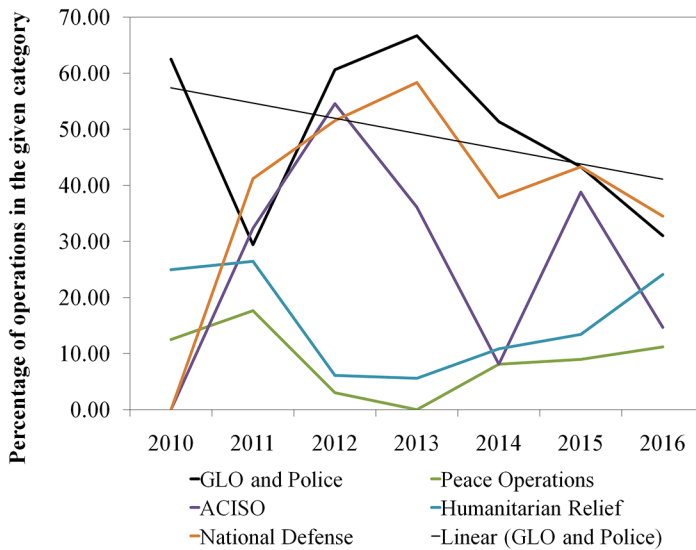 Percentage of operations in the given category
70.00
60.00
50.00
40.00
30.00
20.00
10.00
0.00
2010 2011 2012 2013 2014 2015 2016
GLO and Police Peace Operations
ACISO Humanitarian Relief
National Defense Linear (GLO and Police)